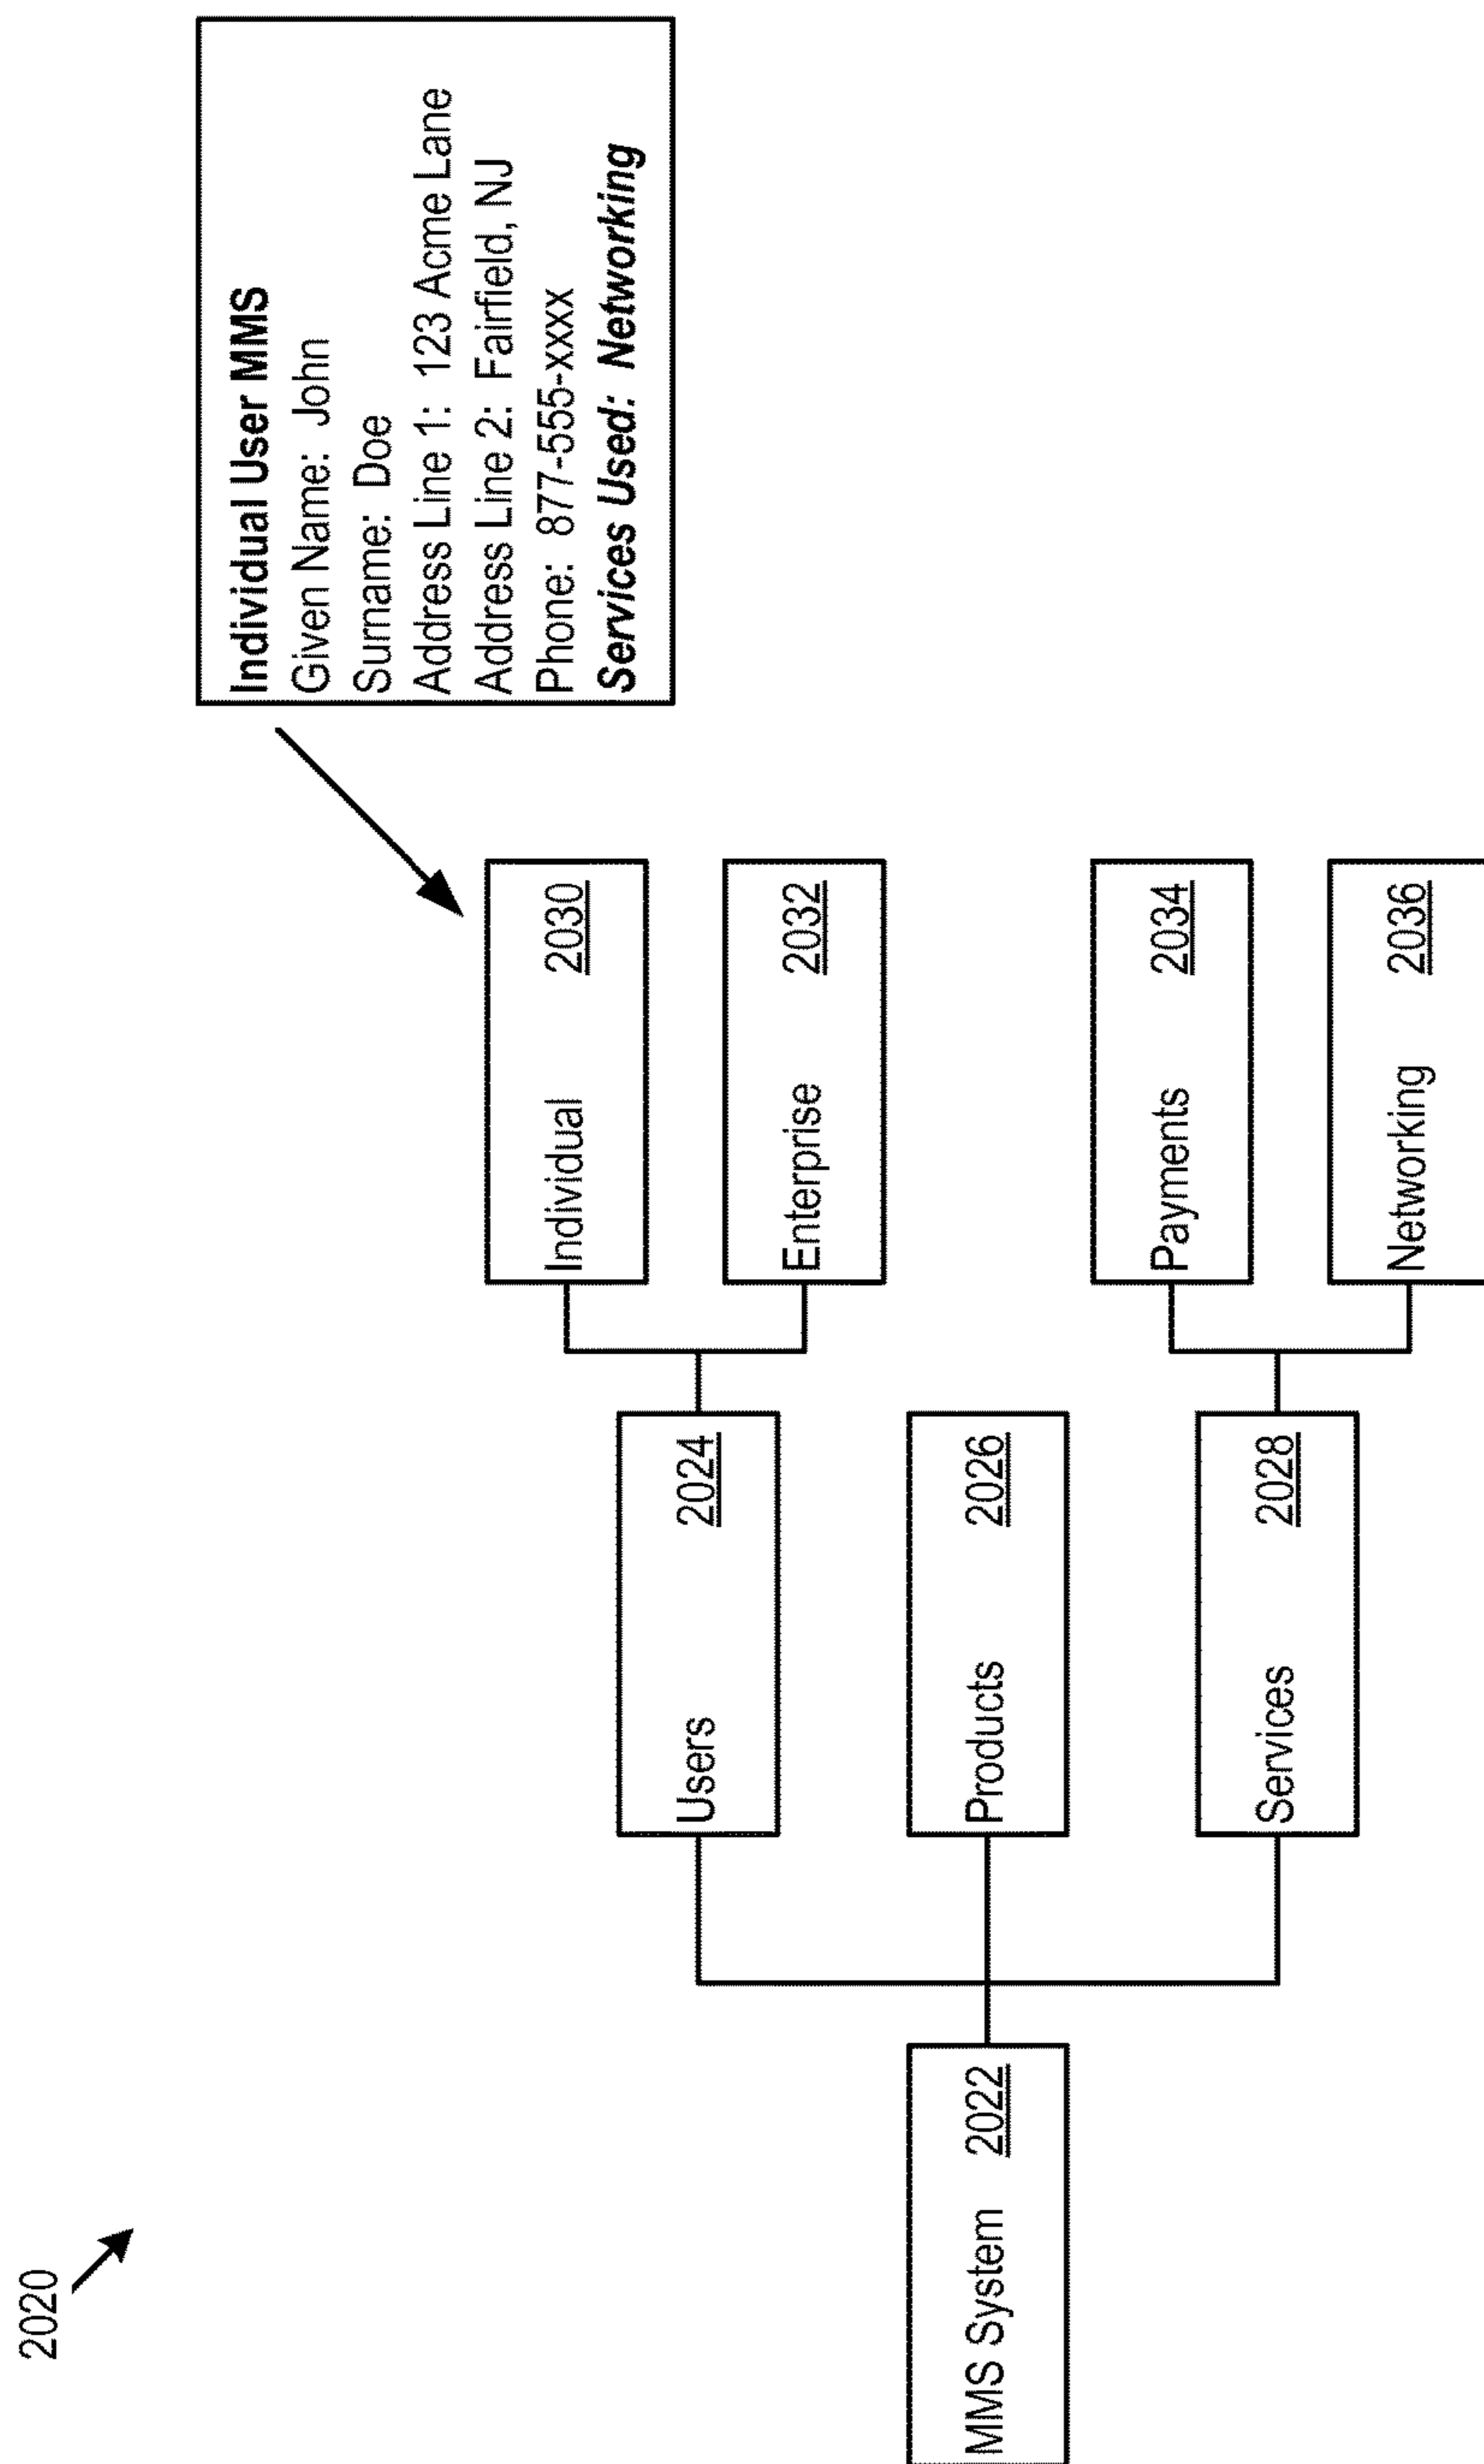 2020
MMS System 2022
Users 2024
Products 2026
Services 2028
Individual 2030
Enterprise 2032
Payments 2034
Networking 2036
Individual User MMS
Given Name: John
Surname: Doe
Address Line 1: 123 Acme Lane
Address Line 2: Fairfield, NJ
Phone: 877-555-xxxx
Services Used: Networking